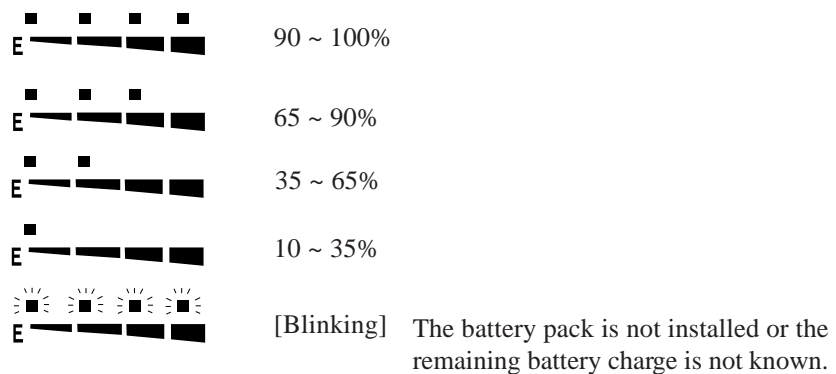 E 90 ~ 100%
E 65 ~ 90%
E 35 ~ 65%
E 10 ~ 35%
E [Blinking] The battery pack is not installed or the
remaining battery charge is not known.